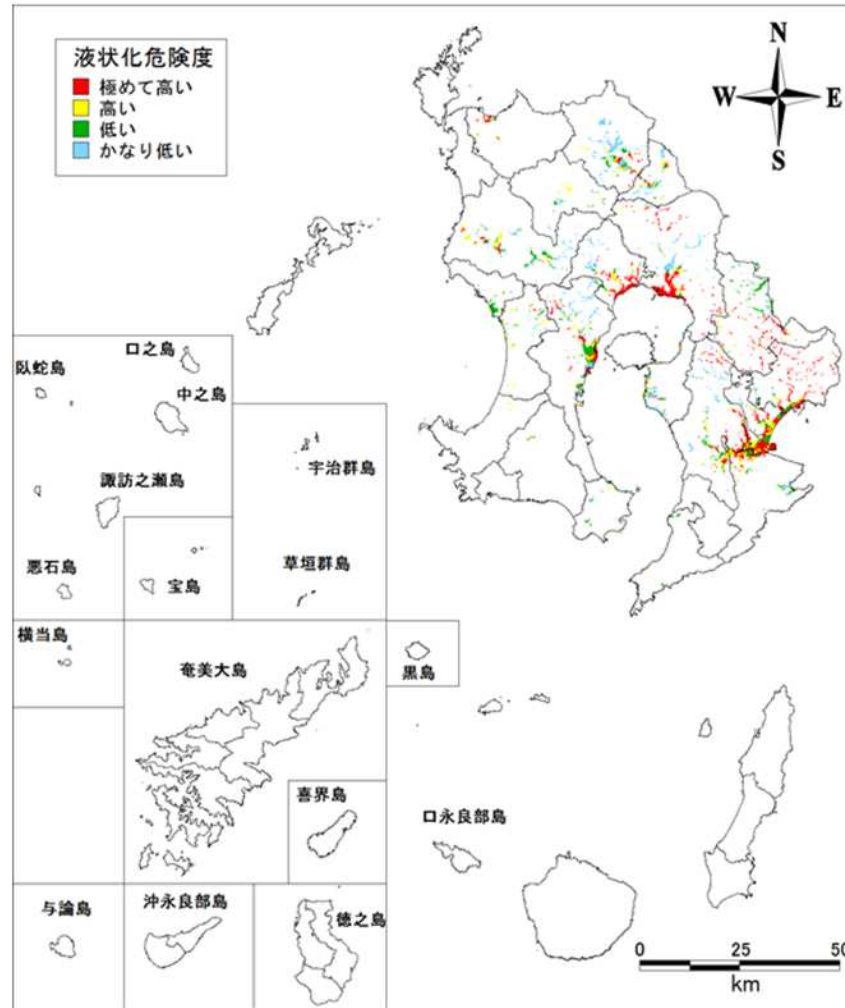 液状化危険度
極めて高い
高い
低い
かなり低い
N
W
E
S
口之島
臥蛇島
中之島
諏訪之瀬島
悪石島
宝島
宇治群島
草垣群島
横当島
奄美大島
黒島
喜界島
口永良部島
与論島
沖永良部島
徳之島
0 25 50
km